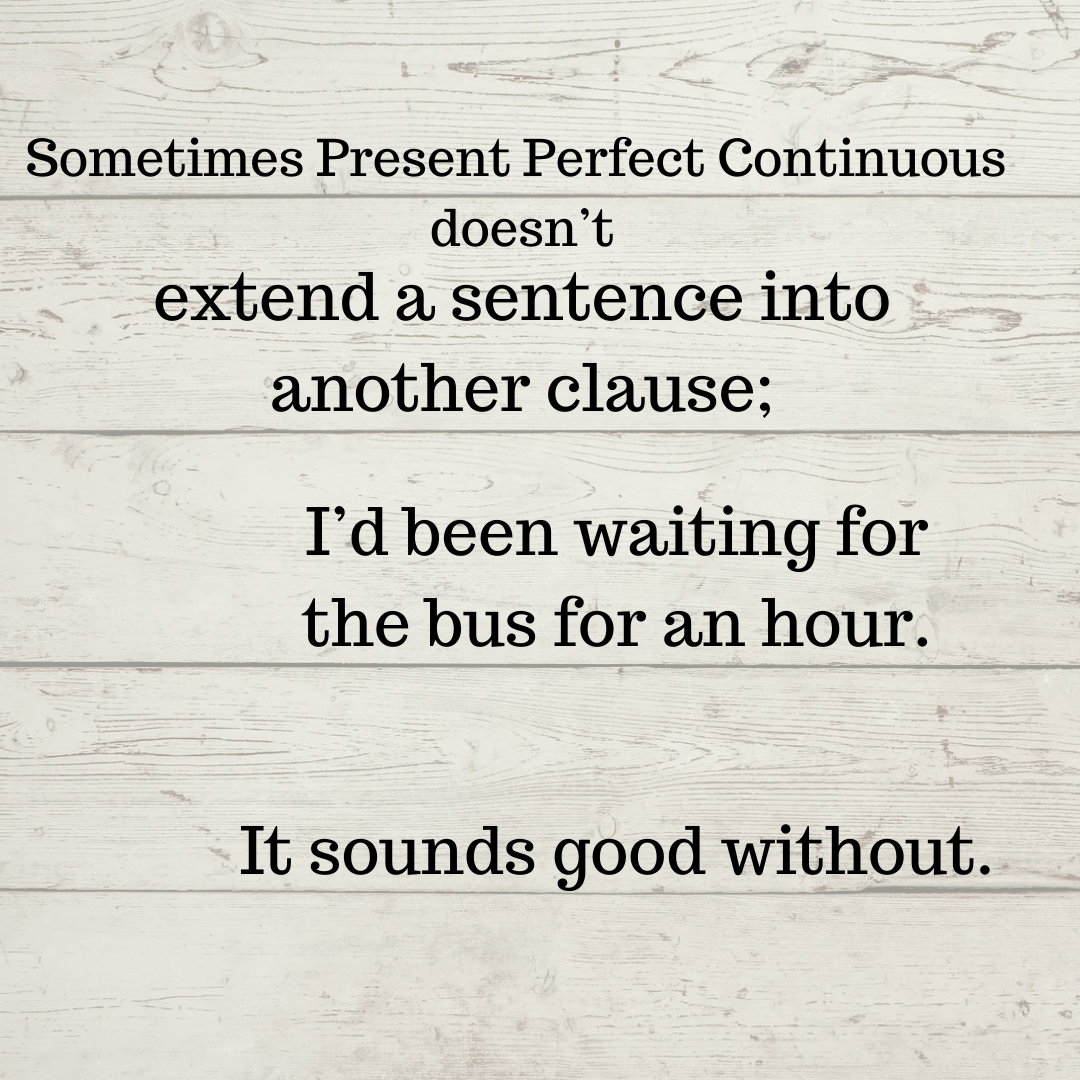 Sometimes Present Perfect Continuous
doesn’t
extend a sentence into
another clause;
I’d been waiting for
the bus for an hour.
It sounds good without.